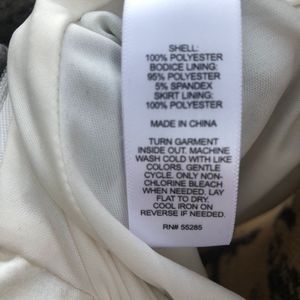 SHELL:
100% POLYESTER
BODICE LINING:
95% POLYESTER
5% SPANDEX
SKIRT LINING:
100% POLYESTER
MADE IN CHINA
TURN GARMENT
INSIDE OUT. MACHINE
WASH COLD WITH LIKE
COLORS. GENTLE
CYCLE. ONLY NON-
CHLORINE BLEACH
WHEN NEEDED. LAY
FLAT TO DRY.
COOL IRON ON
REVERSE IF NEEDED.
RN# 55285